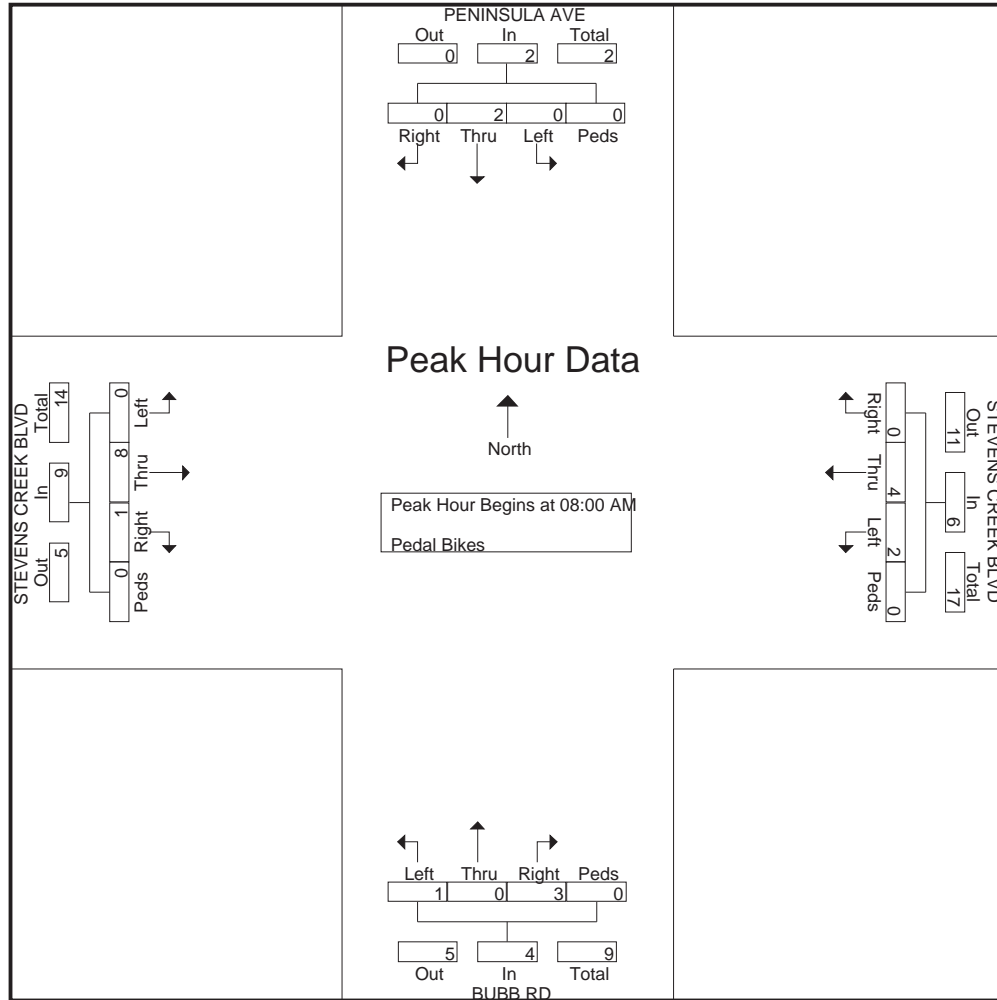 PENINSULA AVE
Out In Total
0 2 2
0 2 0 0
Right Thru Left Peds
Peak Hour Data
North
Peak Hour Begins at 08:00 AM
Pedal Bikes
STEVENS CREEK BLVD
Total In Out
14 9 5
0 8 1 0
Left Thru Right Peds
STEVENS CREEK BLVD
Out In Total
11 6 17
0 4 2 0
Right Thru Left Peds
Left Thru Right Peds
1 0 3 0
5 4 9
Out In Total
BUBB RD